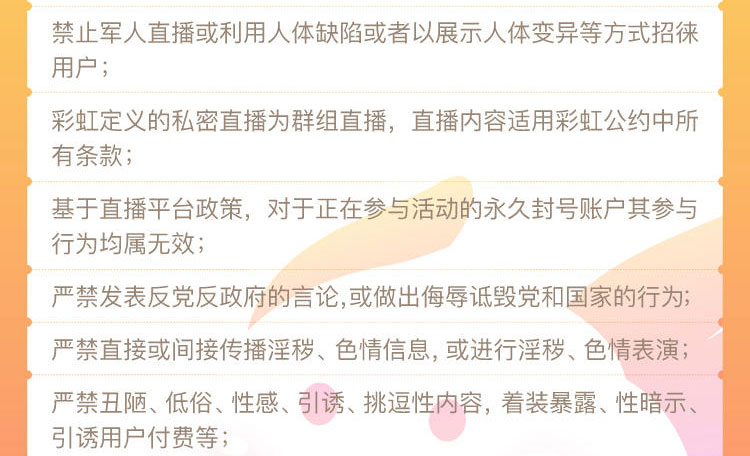 禁止军人直播或利用人体缺陷或者以展示人体变异等方式招徕
用户；
彩虹定义的私密直播为群组直播，直播内容适用彩虹公约中所
有条款；
基于直播平台政策，对于正在参与活动的永久封号账户其参与
行为均属无效；
严禁发表反党反政府的言论,或做出侮辱诋毁党和国家的行为;
严禁直接或间接传播淫秽、色情信息，或进行淫秽、色情表演；
严禁丑陋、低俗、性感、引诱、挑逗性内容，着装暴露、性暗示、
引诱用户付费等；